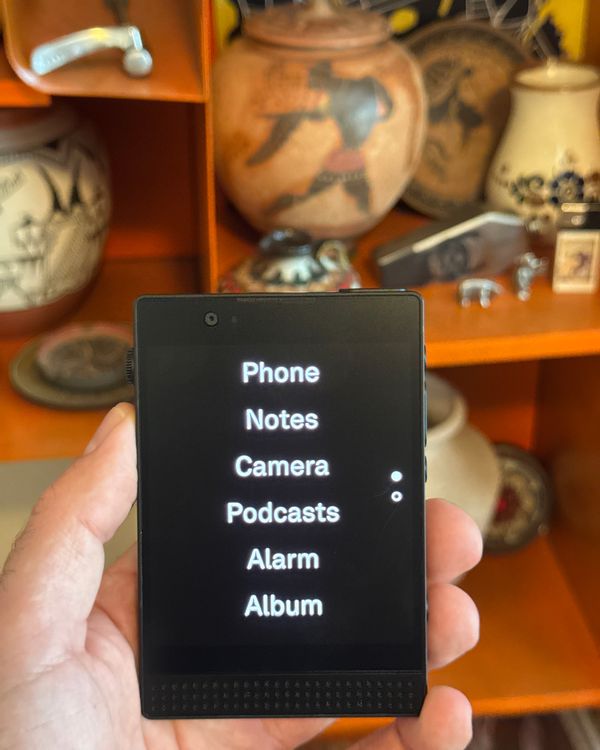 Phone
Notes
Camera
Podcasts
Alarm
Album